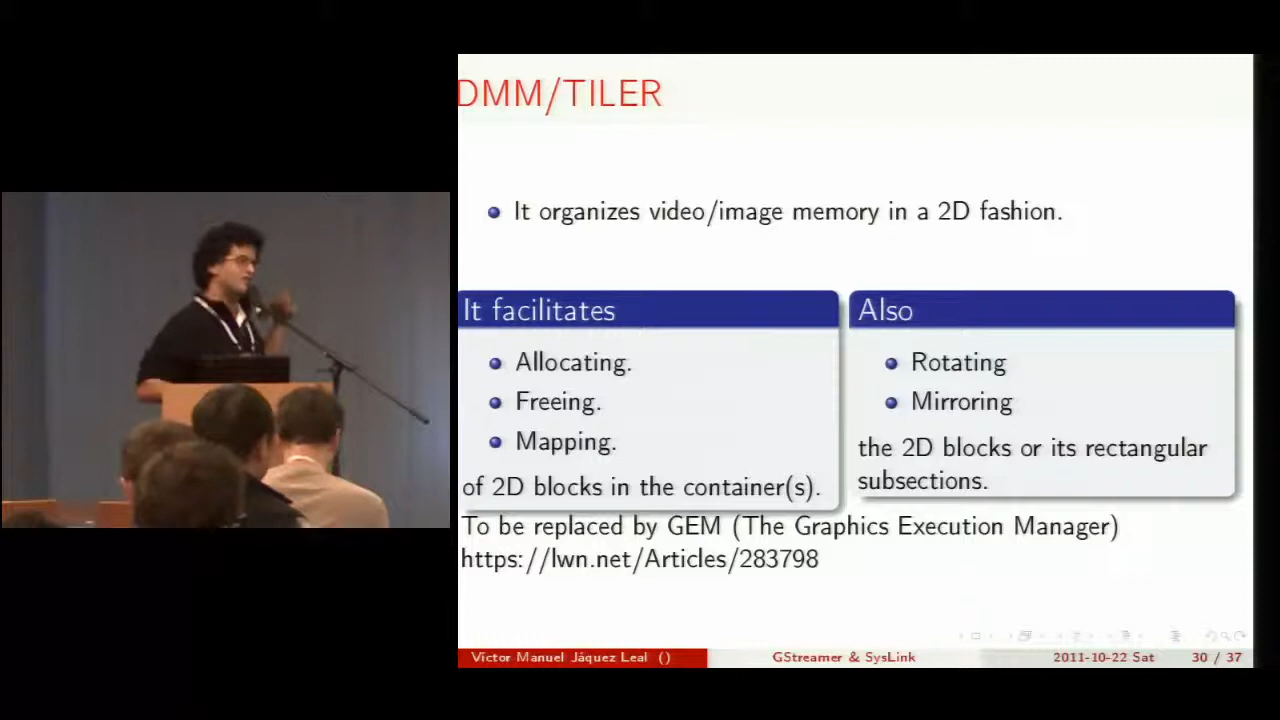 DMM/TILER
It organizes video/image memory in a 2D fashion.
It facilitates
Allocating.
Freeing.
Mapping.
of 2D blocks in the container(s).
Also
Rotating
Mirroring
the 2D blocks or its rectangular
subsections.
To be replaced by GEM (The Graphics Execution Manager)
https://lwn.net/Articles/283798
Víctor Manuel Jáquez Leal () GStreamer & SysLink 2011-10-22 Sat 30 / 37